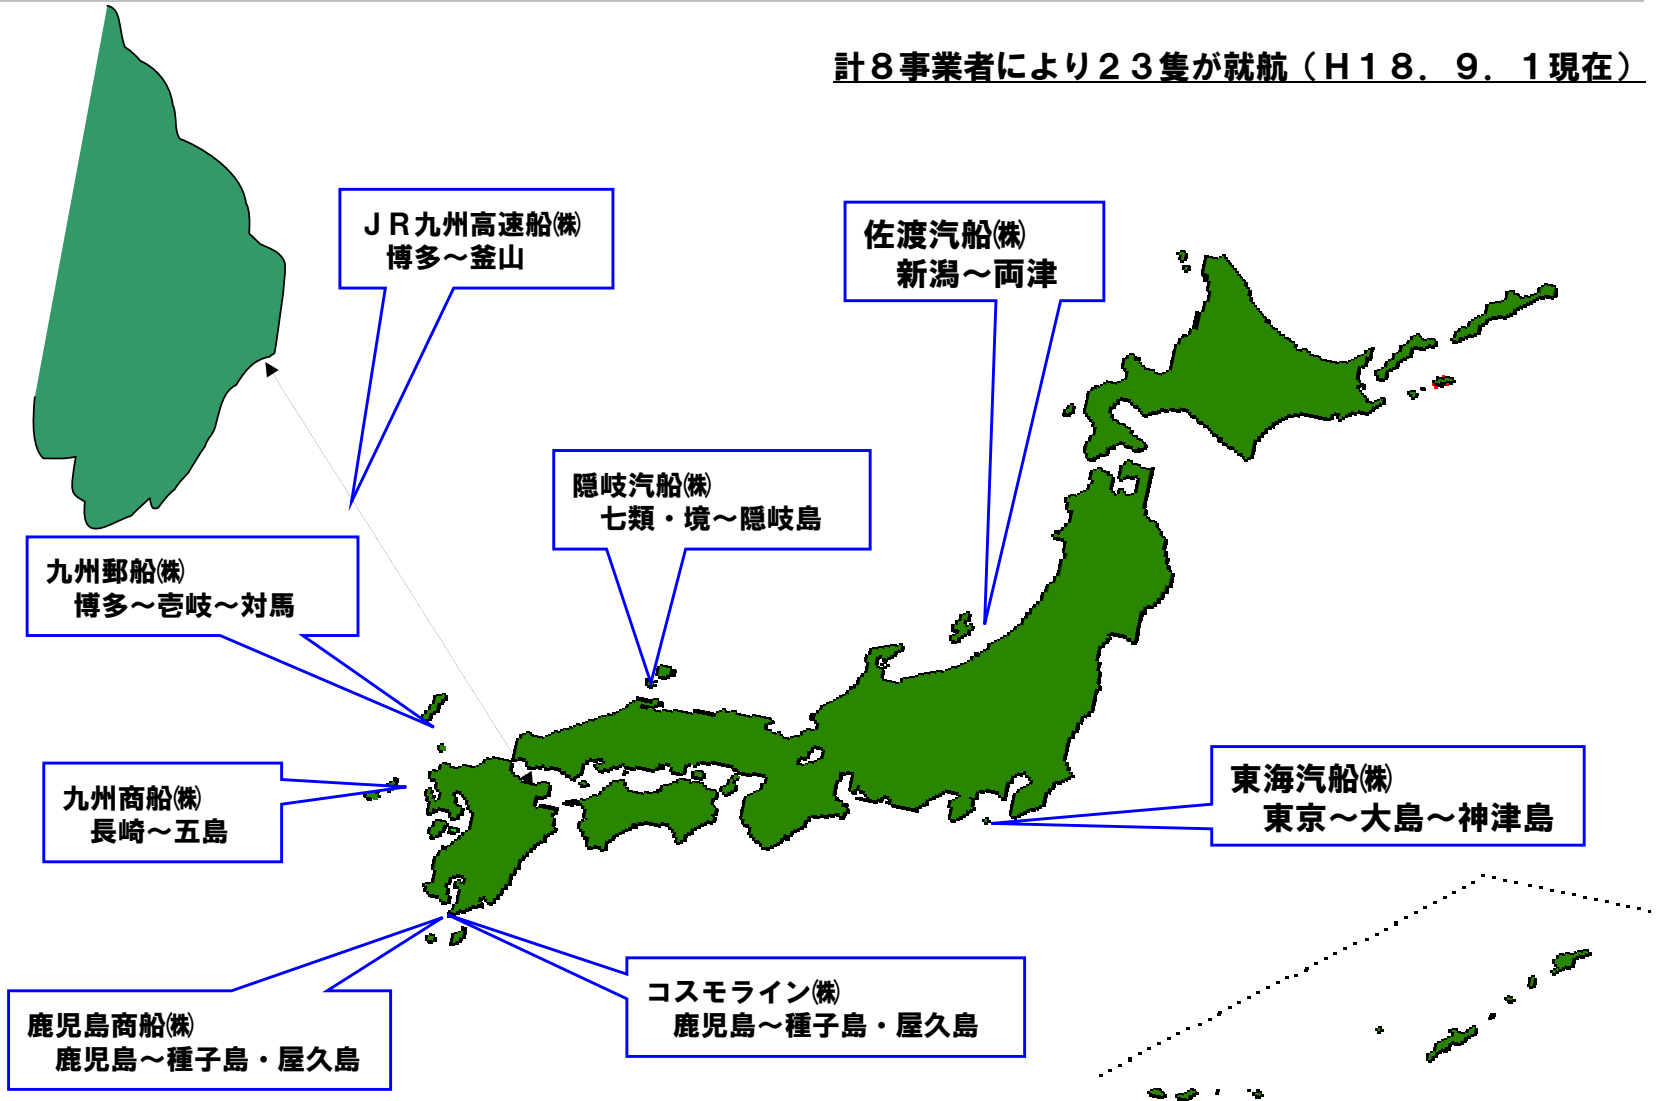 計８事業者により２３隻が就航（Ｈ１８．９．１現在）
ＪＲ九州高速船㈱
博多～釜山
佐渡汽船㈱
新潟～両津
隠岐汽船㈱
七類・境～隠岐島
九州郵船㈱
博多～壱岐～対馬
九州商船㈱
長崎～五島
東海汽船㈱
東京～大島～神津島
コスモライン㈱
鹿児島～種子島・屋久島
鹿児島商船㈱
鹿児島～種子島・屋久島